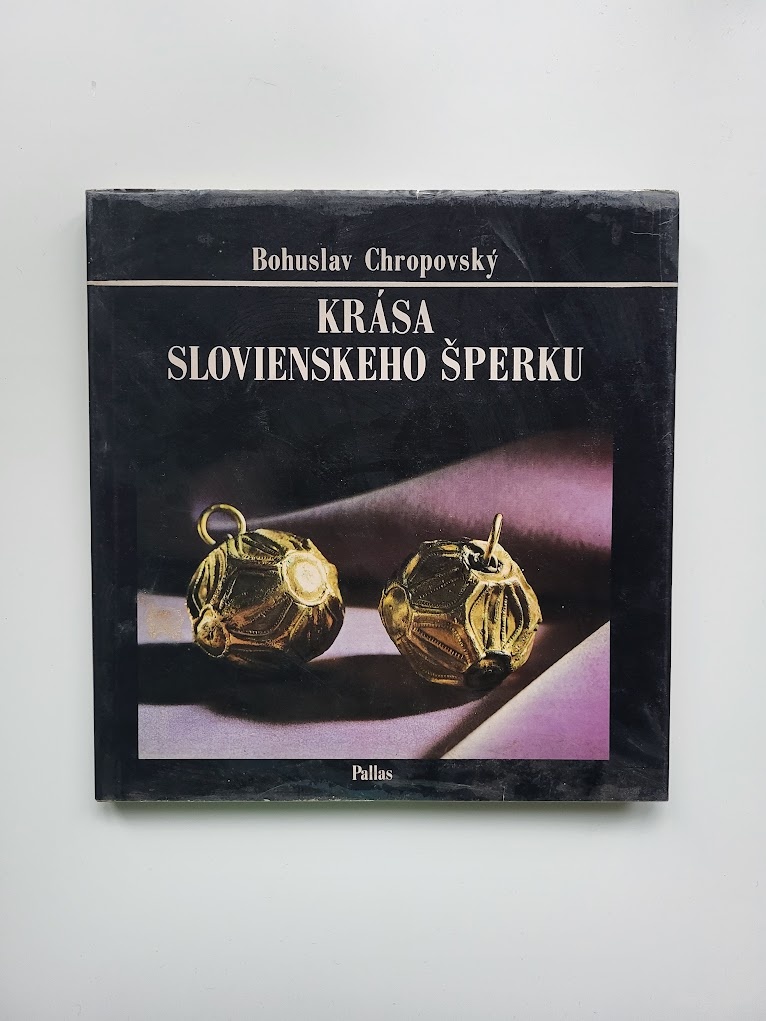 Bohuslav Chropovský
KRÁSA
SLOVIENSKEHO ŠPERKU
Pallas